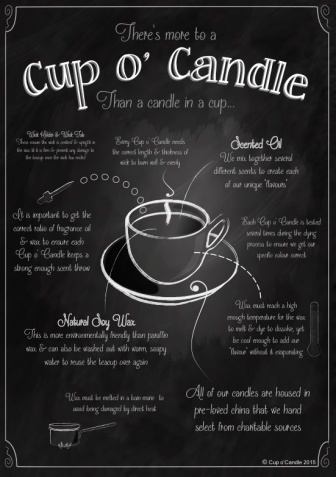 There's more to a
Cup o' Candle
Than a candle in a cup...
Wick Holder & Wick Tab
These ensure the wick is centred & upright in
the wax as it is lit & prevent any damage to
the teacup once the wick has ended
Every Cup o' Candle needs
the correct length & thickness of
wick to burn well & evenly
Scented Oil
We mix together several
different scents to create each
of our unique 'flavours'
It is important to get the
correct ratio of fragrance oil
& wax to ensure each
Cup o' Candle keeps a
strong enough scent throw
Each Cup o' Candle is tested
several times during the dying
process to ensure we get our
specific colour correct
Wax must reach a high
enough temperature for the wax
to melt & dye to dissolve, yet
be cool enough to add our
'flavour' without it evaporating
Natural Soy Wax
This is more environmentally friendly than paraffin
wax & can also be washed out with warm, soapy
water to reuse the teacup over again
Wax must be melted in a bain marie to
avoid being damaged by direct heat
All of our candles are housed in
pre-loved china that we hand
select from charitable sources
© Cup o'Candle 2015